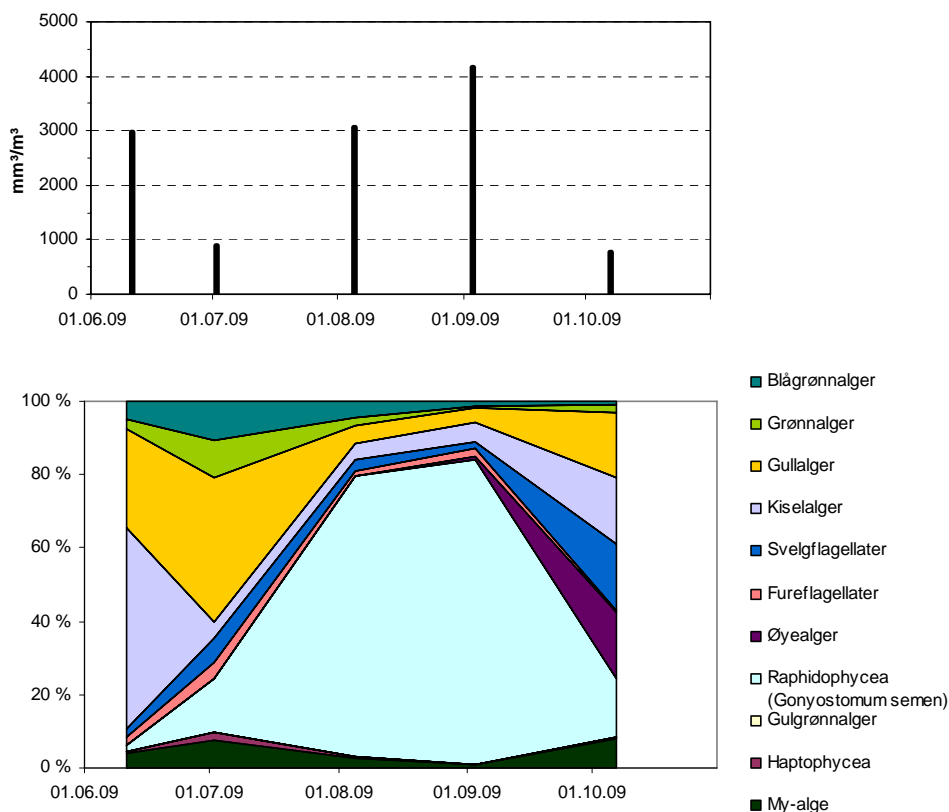 5000
4000
3000
2000
1000
0
mm³/m³
01.06.09 01.07.09 01.08.09 01.09.09 01.10.09
100 %
80 %
60 %
40 %
20 %
0 %
01.06.09 01.07.09 01.08.09 01.09.09 01.10.09
Blågrønnalger
Grønnalger
Gullalger
Kiselalger
Svelgflagellater
Fureflagellater
Øyealger
Raphidophycea
(Gonyostomum semen)
Gulgrønnalger
Haptophycea
My-alge